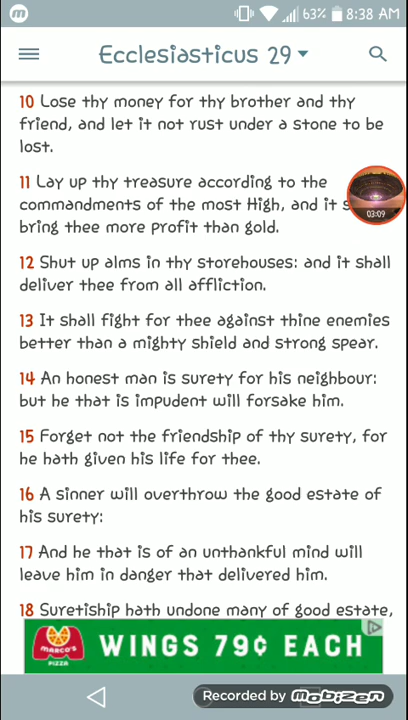 63% 8:38 AM
Ecclesiasticus 29
10 Lose thy money for thy brother and thy
friend, and let it not rust under a stone to be
lost.
11 Lay up thy treasure according to the
commandments of the most High, and it s
bring thee more profit than gold.
03:09
12 Shut up alms in thy storehouses: and it shall
deliver thee from all affliction.
13 It shall fight for thee against thine enemies
better than a mighty shield and strong spear.
14 An honest man is surety for his neighbour:
but he that is impudent will forsake him.
15 Forget not the friendship of thy surety, for
he hath given his life for thee.
16 A sinner will overthrow the good estate of
his surety:
17 And he that is of an unthankful mind will
leave him in danger that delivered him.
18 Suretiship hath undone many of good estate,
MARCO'S
PIZZA
WINGS 79¢ EACH
Recorded by mobizen